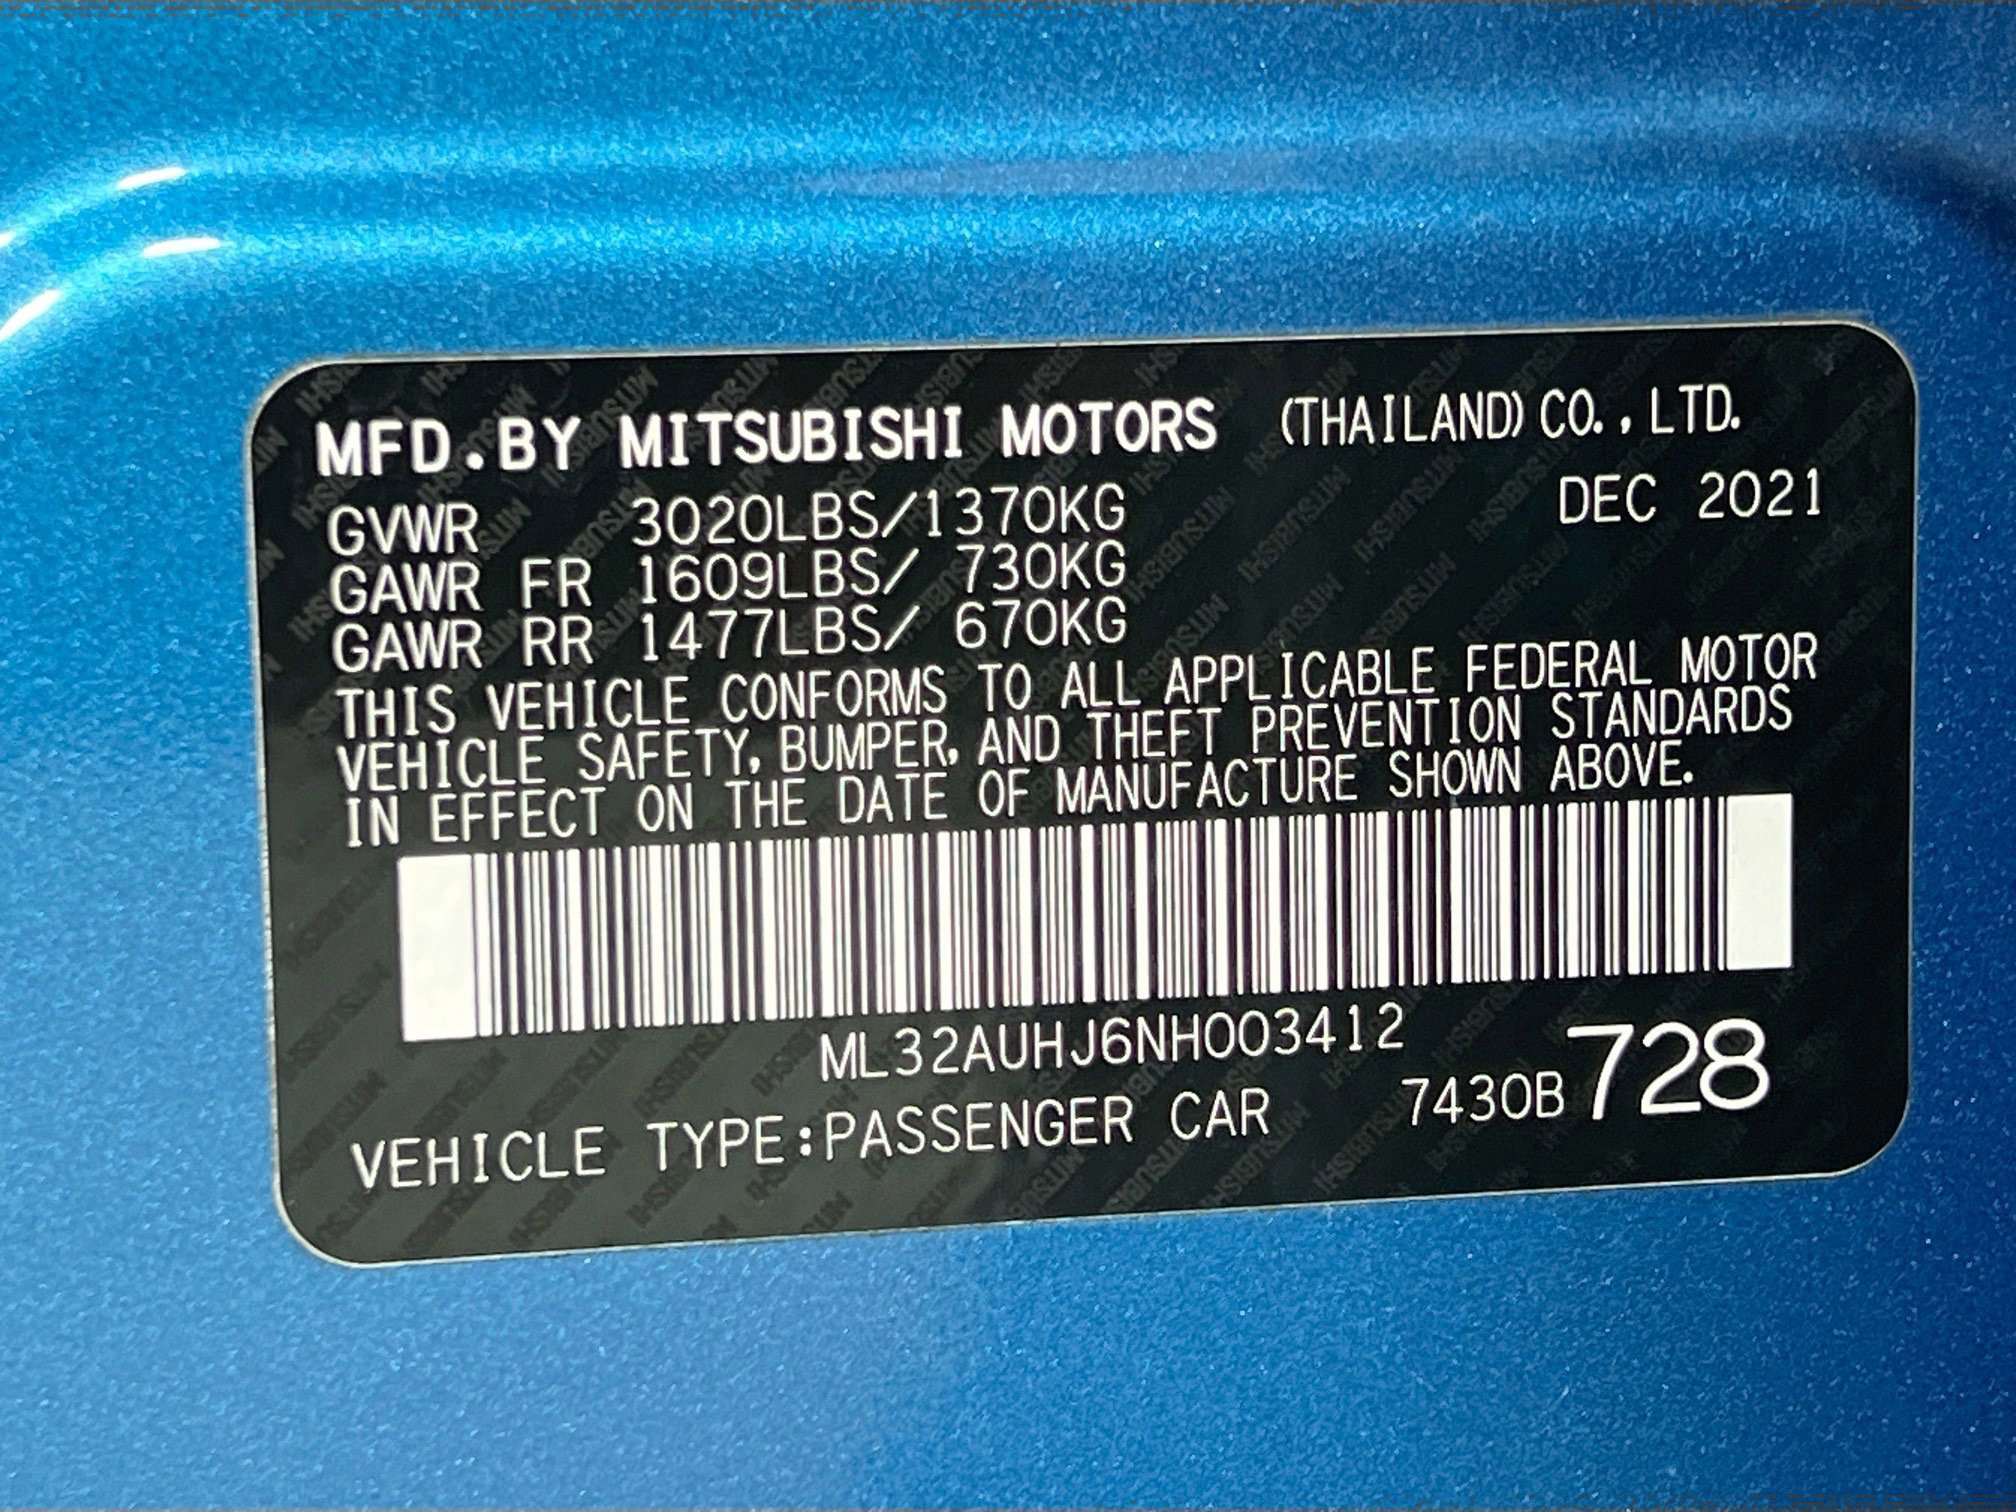 MFD.BY MITSUBISHI MOTORS (THAILAND) CO.,LTD.
GVWR 3020LBS/1370KG DEC 2021
GAWR FR 1609LBS/ 730KG
GAWR RR 1477LBS/ 670KG
THIS VEHICLE CONFORMS TO ALL APPLICABLE FEDERAL MOTOR
VEHICLE SAFETY, BUMPER, AND THEFT PREVENTION STANDARDS
IN EFFECT ON THE DATE OF MANUFACTURE SHOWN ABOVE.
ML32AUHJ6NH003412
VEHICLE TYPE:PASSENGER CAR 7430B 728